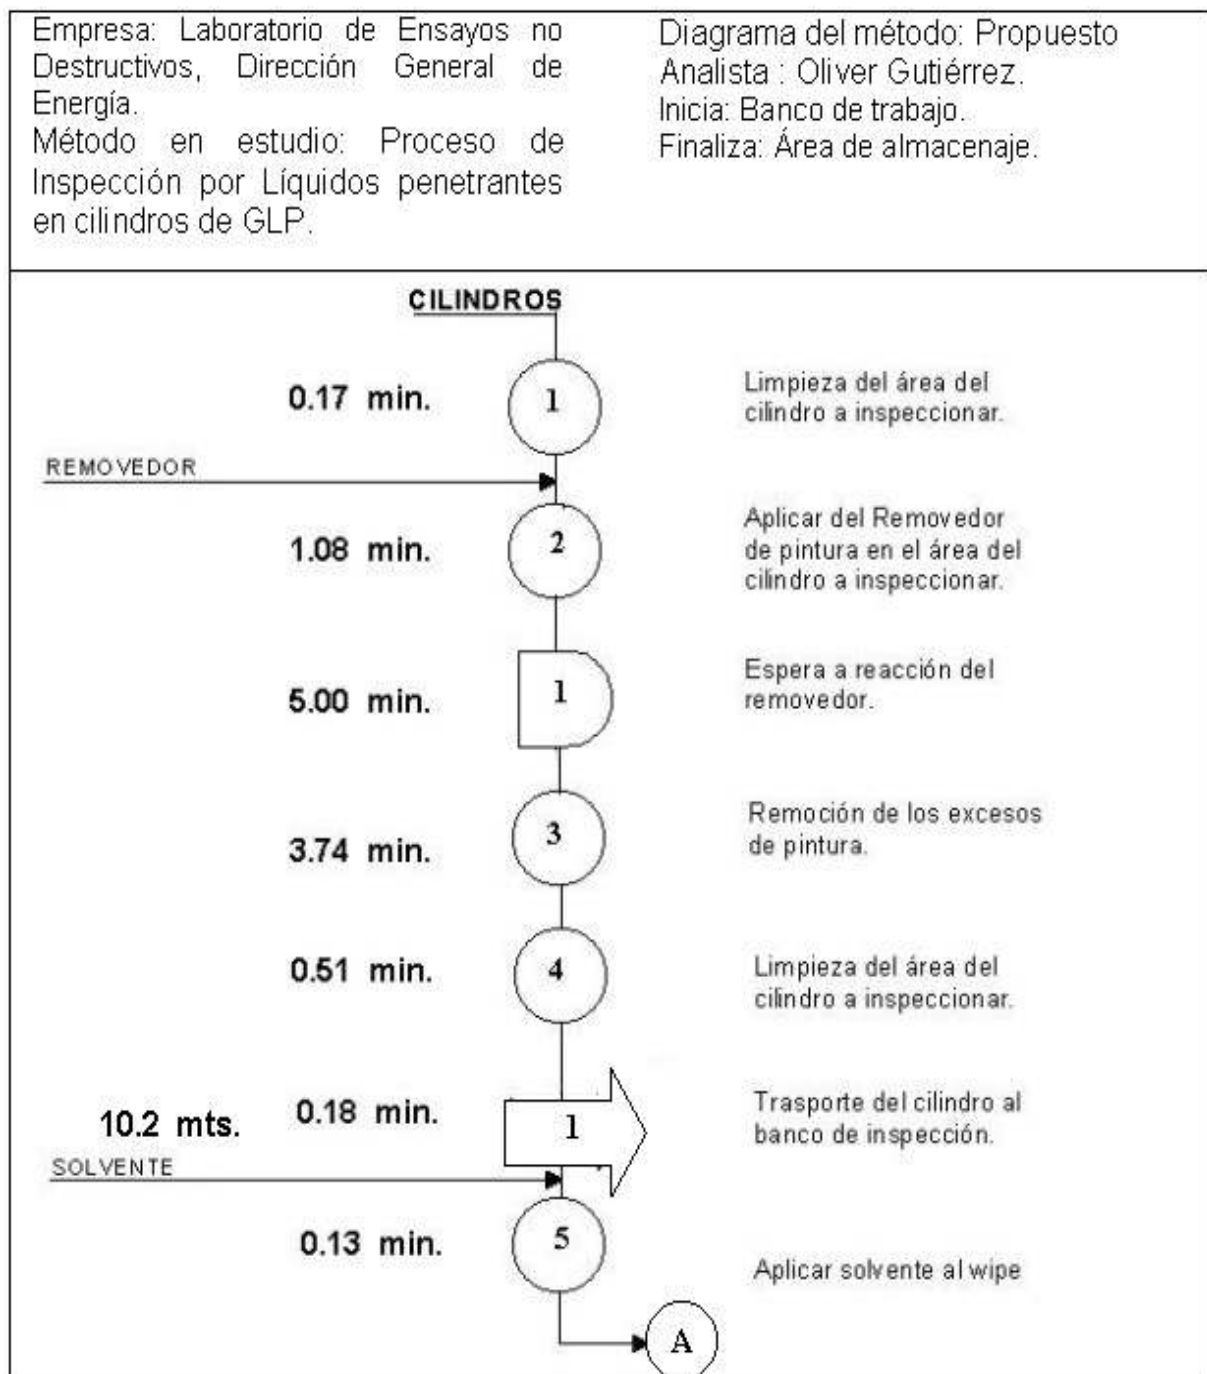 Empresa: Laboratorio de Ensayos no
Destructivos, Dirección General de
Energía.
Método en estudio: Proceso de
Inspección por Líquidos penetrantes
en cilindros de GLP.
Diagrama del método: Propuesto
Analista : Oliver Gutiérrez.
Inicia: Banco de trabajo.
Finaliza: Área de almacenaje.
CILINDROS
0.17 min.
1
Limpieza del área del
cilindro a inspeccionar.
REMOVEDOR
1.08 min.
2
Aplicar del Removedor
de pintura en el área del
cilindro a inspeccionar.
5.00 min.
1
Espera a reacción del
removedor.
3.74 min.
3
Remoción de los excesos
de pintura.
0.51 min.
4
Limpieza del área del
cilindro a inspeccionar.
10.2 mts.
0.18 min.
1
Trasporte del cilindro al
banco de inspección.
SOLVENTE
0.13 min.
5
Aplicar solvente al wipe
A